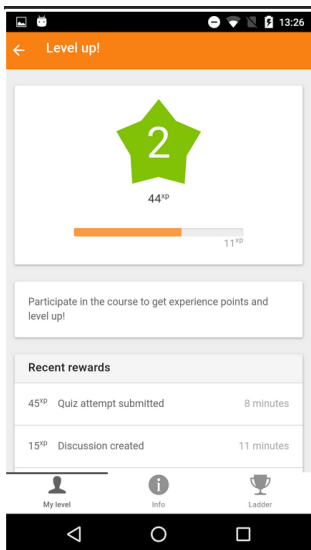 13:26
Level up!
2
44xp
11xp
Participate in the course to get experience points and
level up!
Recent rewards
45xp Quiz attempt submitted 8 minutes
15xp Discussion created 11 minutes
My level Info Ladder